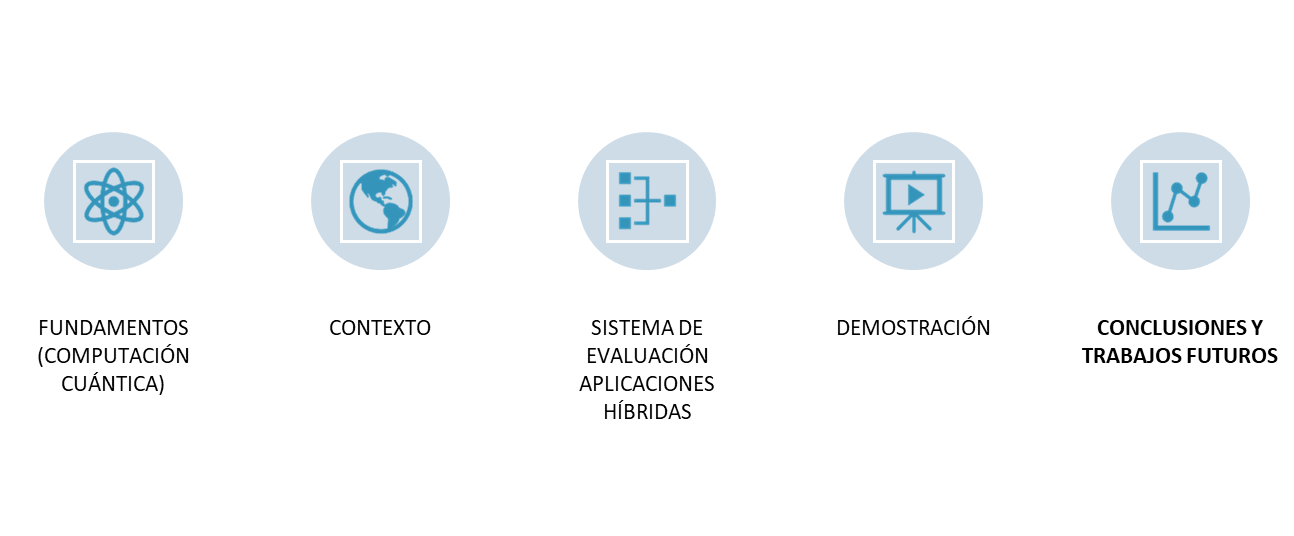 FUNDAMENTOS
(COMPUTACIÓN
CUÁNTICA)
CONTEXTO
SISTEMA DE
EVALUACIÓN
APLICACIONES
HÍBRIDAS
DEMOSTRACIÓN
CONCLUSIONES Y
TRABAJOS FUTUROS